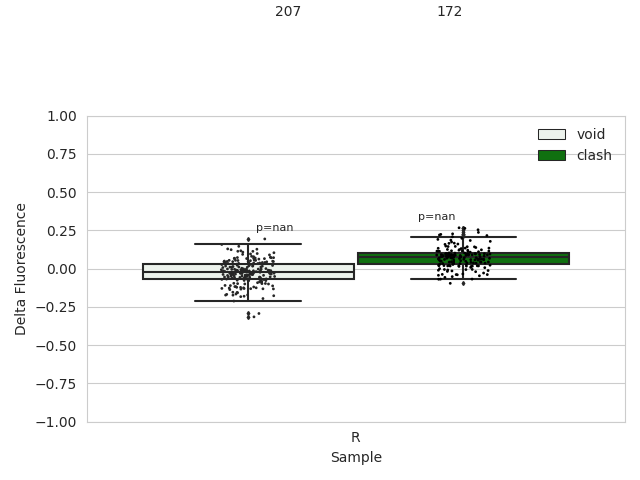 207 172
1.00
0.75
0.50
0.25
0.00
−0.25
−0.50
−0.75
−1.00
Delta Fluorescence
void
clash
p=nan
p=nan
R
Sample